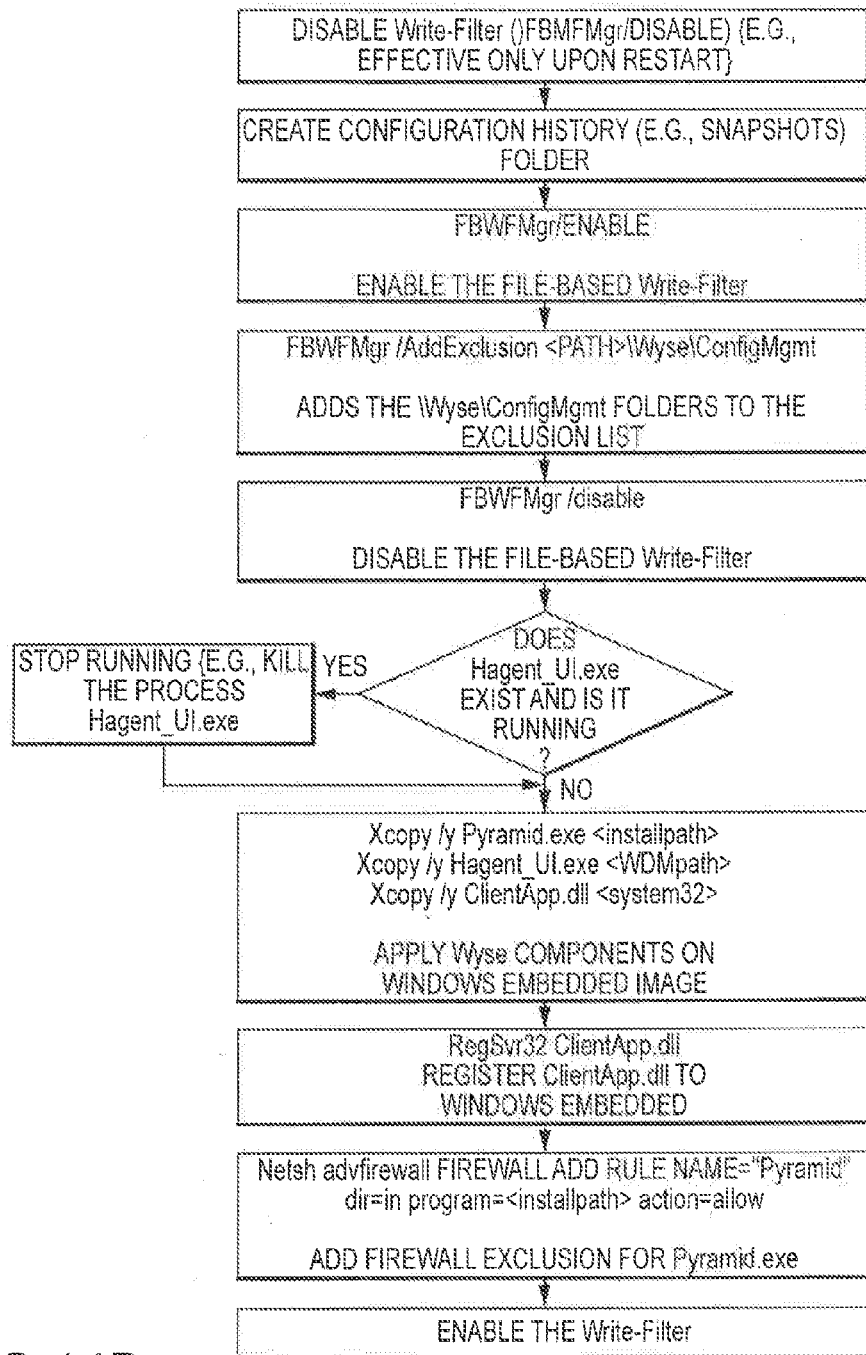 DISABLE Write-Filter ()FBMFMgr/DISABLE) {E.G.,
EFFECTIVE ONLY UPON RESTART}
CREATE CONFIGURATION HISTORY (E.G., SNAPSHOTS)
FOLDER
FBWFMgr/ENABLE
ENABLE THE FILE-BASED Write-Filter
FBWFMgr /AddExclusion <PATH>\Wyse\ConfigMgmt
ADDS THE \Wyse\ConfigMgmt FOLDERS TO THE
EXCLUSION LIST
FBWFMgr /disable
DISABLE THE FILE-BASED Write-Filter
DOES
Hagent_UI.exe
EXIST AND IS IT
RUNNING
?
YES
STOP RUNNING {E.G., KILL
THE PROCESS
Hagent_UI.exe
NO
Xcopy /y Pyramid.exe <installpath>
Xcopy /y Hagent_UI.exe <WDMpath>
Xcopy /y ClientApp.dll <system32>
APPLY Wyse COMPONENTS ON
WINDOWS EMBEDDED IMAGE
RegSvr32 ClientApp.dll
REGISTER ClientApp.dll TO
WINDOWS EMBEDDED
Netsh advfirewall FIREWALL ADD RULE NAME="Pyramid"
dir=in program=<installpath> action=allow
ADD FIREWALL EXCLUSION FOR Pyramid.exe
ENABLE THE Write-Filter